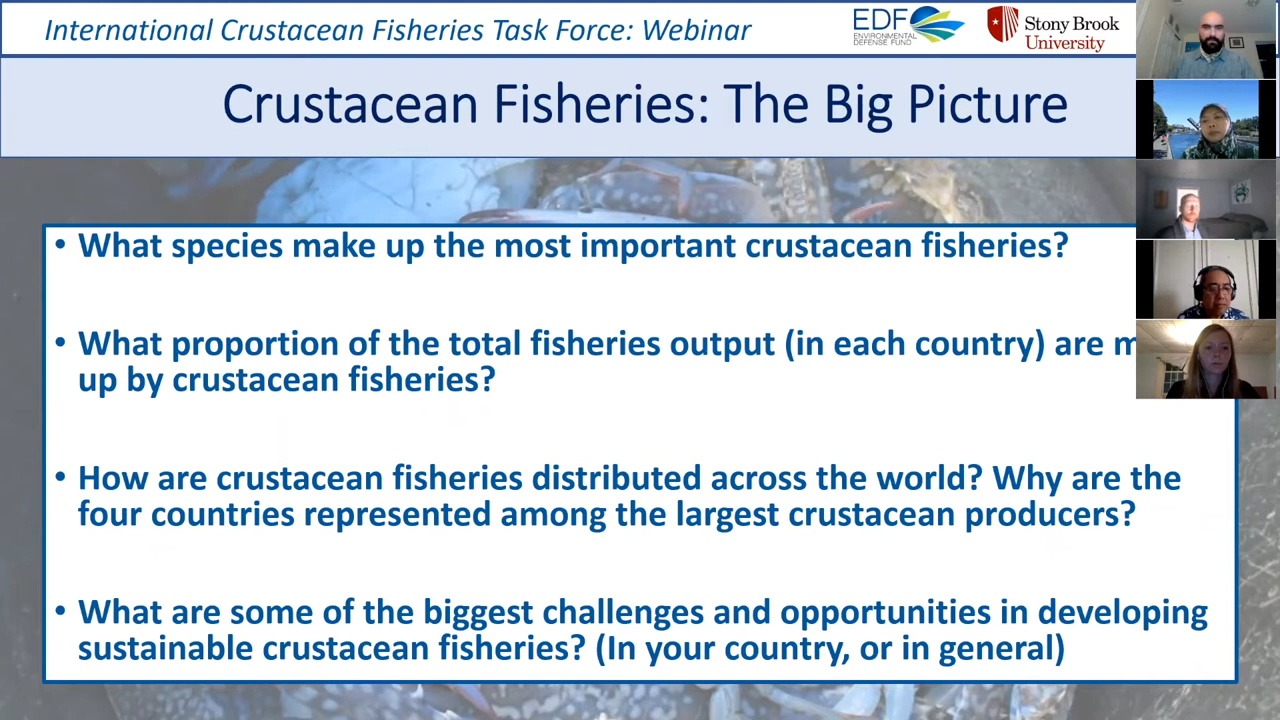 International Crustacean Fisheries Task Force: Webinar
EDF
ENVIRONMENTAL
DEFENSE FUND
Stony Brook
University
Crustacean Fisheries: The Big Picture
• What species make up the most important crustacean fisheries?
• What proportion of the total fisheries output (in each country) are m
up by crustacean fisheries?
• How are crustacean fisheries distributed across the world? Why are the
four countries represented among the largest crustacean producers?
• What are some of the biggest challenges and opportunities in developing
sustainable crustacean fisheries? (In your country, or in general)